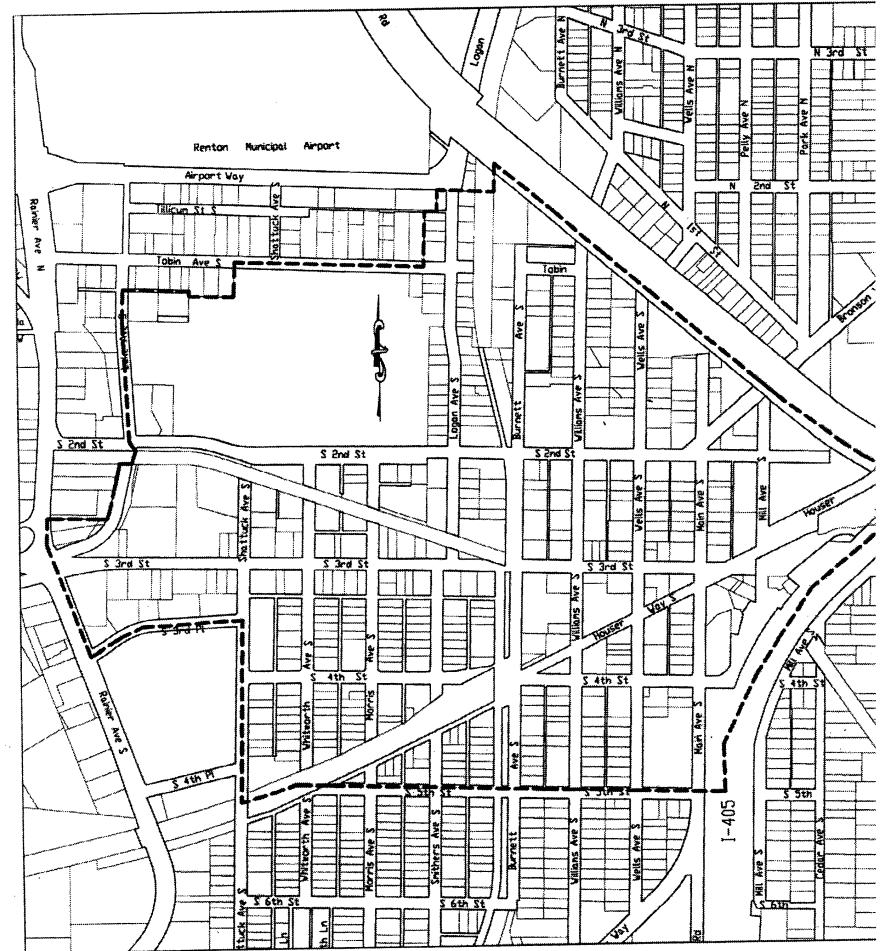 Rd
Logan
Burnett Ave N
N 3rd St
Williams Ave N
Wells Ave N
N 3rd St
Pelly Ave N
Park Ave N
Renton Municipal Airport
Airport Way
Rainier Ave N
Tillicum St S
Shattuck Ave S
N 2nd St
N 1st St
Tobin Ave S
Tobin
Bronson
Logan Ave S
Burnett Ave S
Williams Ave S
Wells Ave S
S 2nd St
S 2nd St
S 2nd St
Shattuck Ave S
Wells Ave S
Main Ave S
Mill Ave S
Houser
S 3rd St
S 3rd St
S 3rd St
Williams Ave S
Houser Way S
S 3rd Pl
Mill Ave S
Rainier Ave S
Whitworth Ave S
Morris Ave S
S 4th St
S 4th St
S 4th St
Main Ave S
S 4th Pl
Burnett Ave S
S 5th St
S 5th St
S 5th
I-405
Whitworth Ave S
Morris Ave S
Smithers Ave S
Williams Ave S
Wells Ave S
Mill Ave S
Cedar Ave S
S 6th St
S 6th St
S 6th
ttuck Ave S
Ln
th Ln
Way
Rd